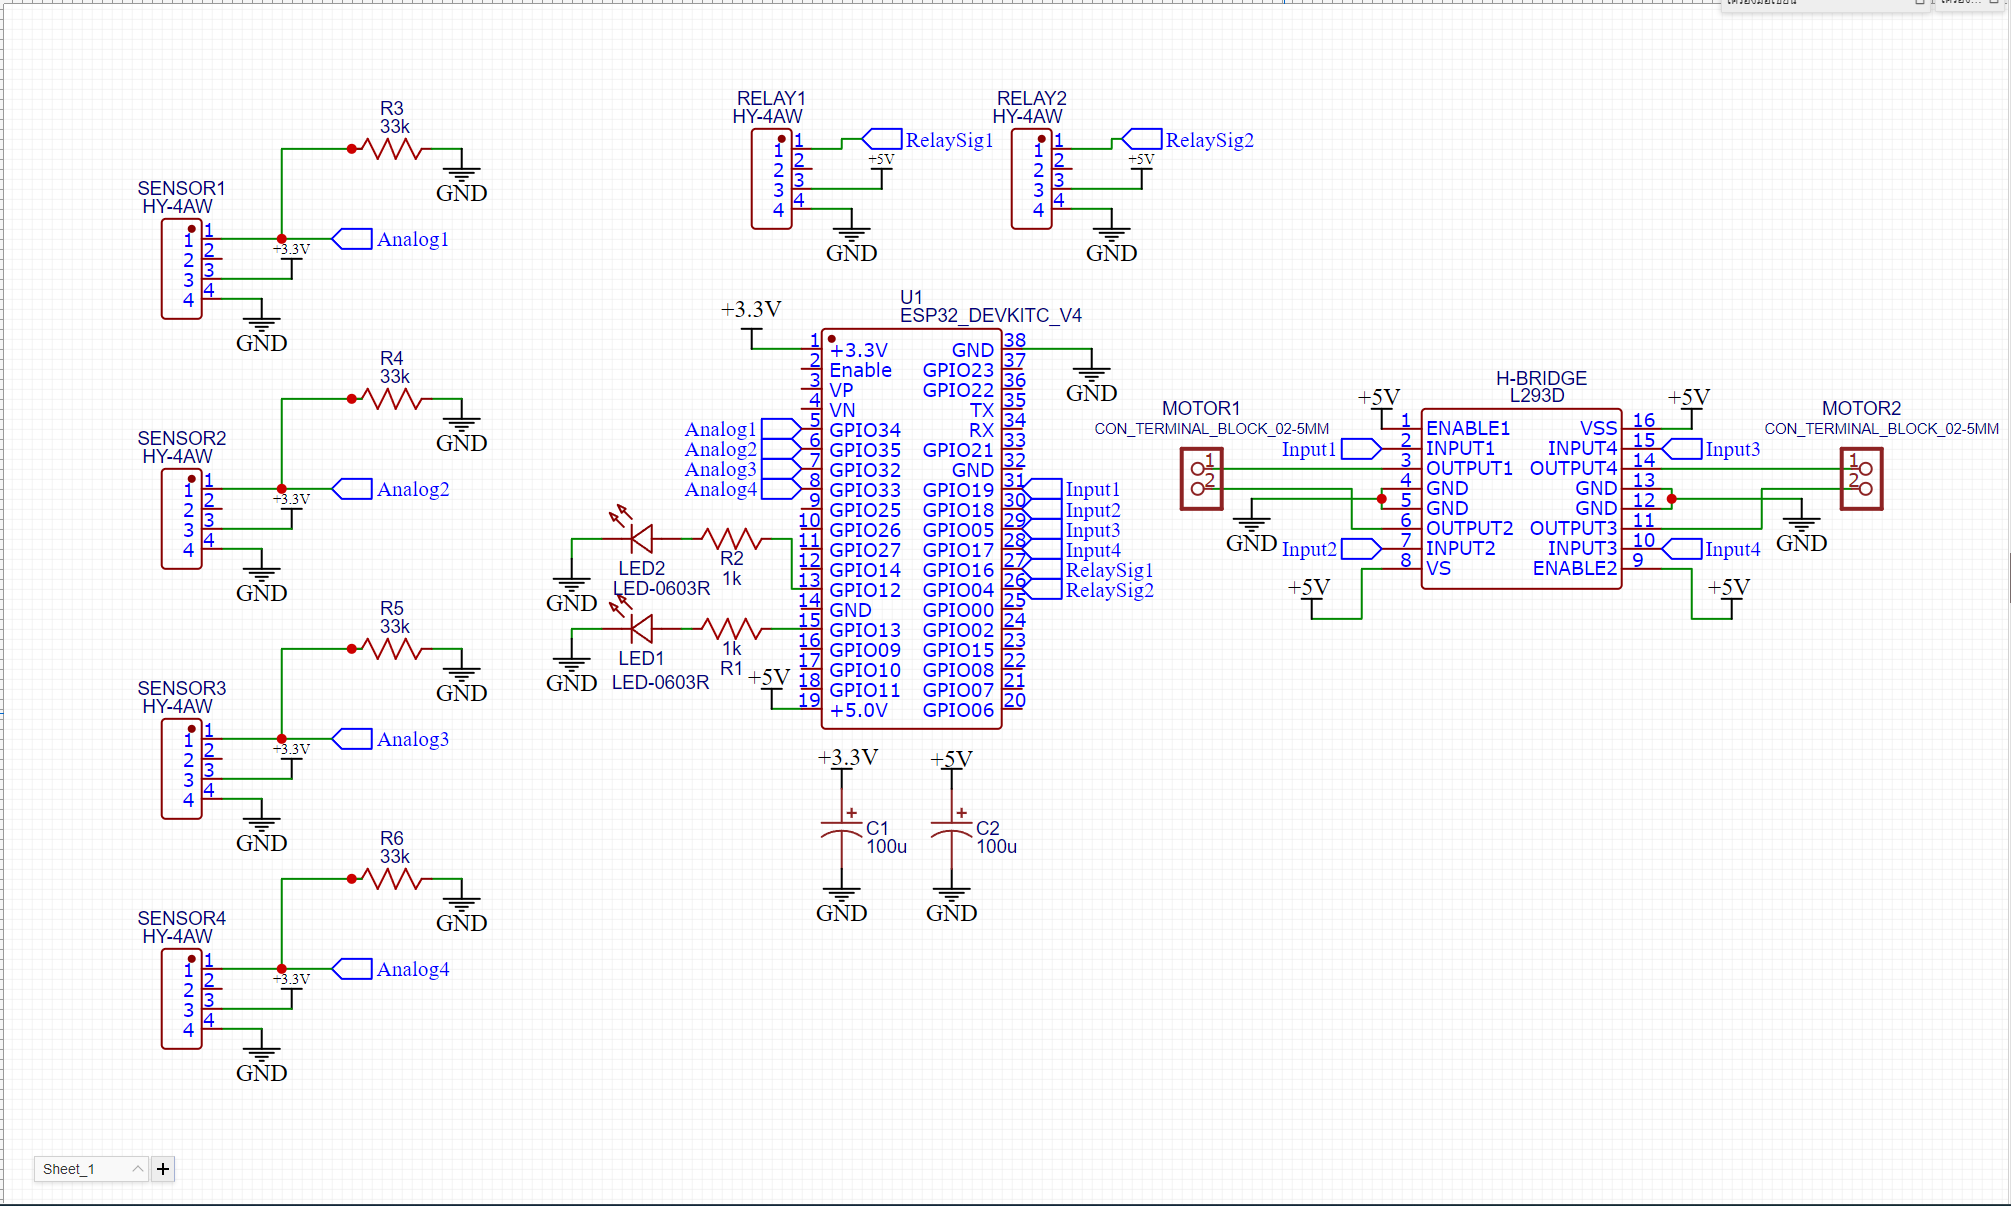 R3
33k
GND
SENSOR1
HY-4AW
1 1
2 2
3 3
4 4
+3.3V
Analog1
GND
R4
33k
GND
SENSOR2
HY-4AW
1 1
2 2
3 3
4 4
+3.3V
Analog2
GND
R5
33k
GND
SENSOR3
HY-4AW
1 1
2 2
3 3
4 4
+3.3V
Analog3
GND
R6
33k
GND
SENSOR4
HY-4AW
1 1
2 2
3 3
4 4
+3.3V
Analog4
GND
RELAY1
HY-4AW
1 1
2 2
3 3
4 4
RelaySig1
+5V
GND
RELAY2
HY-4AW
1 1
2 2
3 3
4 4
RelaySig2
+5V
GND
U1
ESP32_DEVKITC_V4
+3.3V
1 +3.3V GND 38
2 Enable GPIO23 37
3 VP GPIO22 36
4 VN TX 35
Analog1 5 GPIO34 RX 34
Analog2 6 GPIO35 GPIO21 33
Analog3 7 GPIO32 GND 32
Analog4 8 GPIO33 GPIO19 31 Input1
9 GPIO25 GPIO18 30 Input2
10 GPIO26 GPIO05 29 Input3
11 GPIO27 GPIO17 28 Input4
12 GPIO14 GPIO16 27 RelaySig1
13 GPIO12 GPIO04 26 RelaySig2
14 GND GPIO00 25
15 GPIO13 GPIO02 24
16 GPIO09 GPIO15 23
17 GPIO10 GPIO08 22
18 GPIO11 GPIO07 21
19 +5.0V GPIO06 20
GND
+5V
LED2
LED-0603R
R2
1k
GND
LED1
LED-0603R
1k
R1
GND
+3.3V
C1
100u
GND
+5V
C2
100u
GND
H-BRIDGE
L293D
+5V
+5V
1 ENABLE1 VSS 16
Input1 2 INPUT1 INPUT4 15 Input3
3 OUTPUT1 OUTPUT4 14
4 GND GND 13
5 GND GND 12
6 OUTPUT2 OUTPUT3 11
Input2 7 INPUT2 INPUT3 10 Input4
8 VS ENABLE2 9
GND
GND
+5V
+5V
MOTOR1
CON_TERMINAL_BLOCK_02-5MM
1
2
MOTOR2
CON_TERMINAL_BLOCK_02-5MM
1
2
Sheet_1